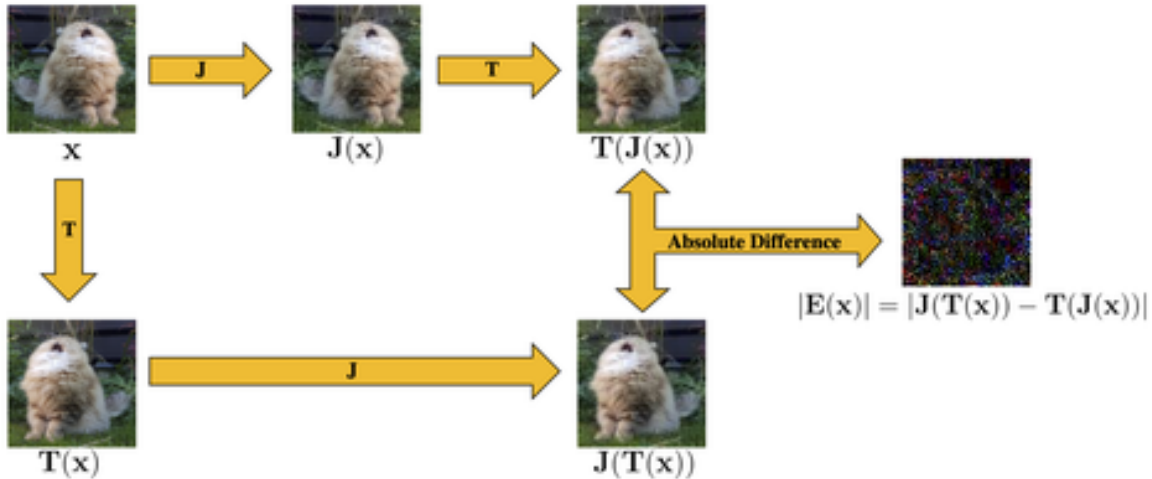 J
T
x
J(x)
T(J(x))
T
Absolute Difference
|E(x)| = |J(T(x)) − T(J(x))|
J
T(x)
J(T(x))